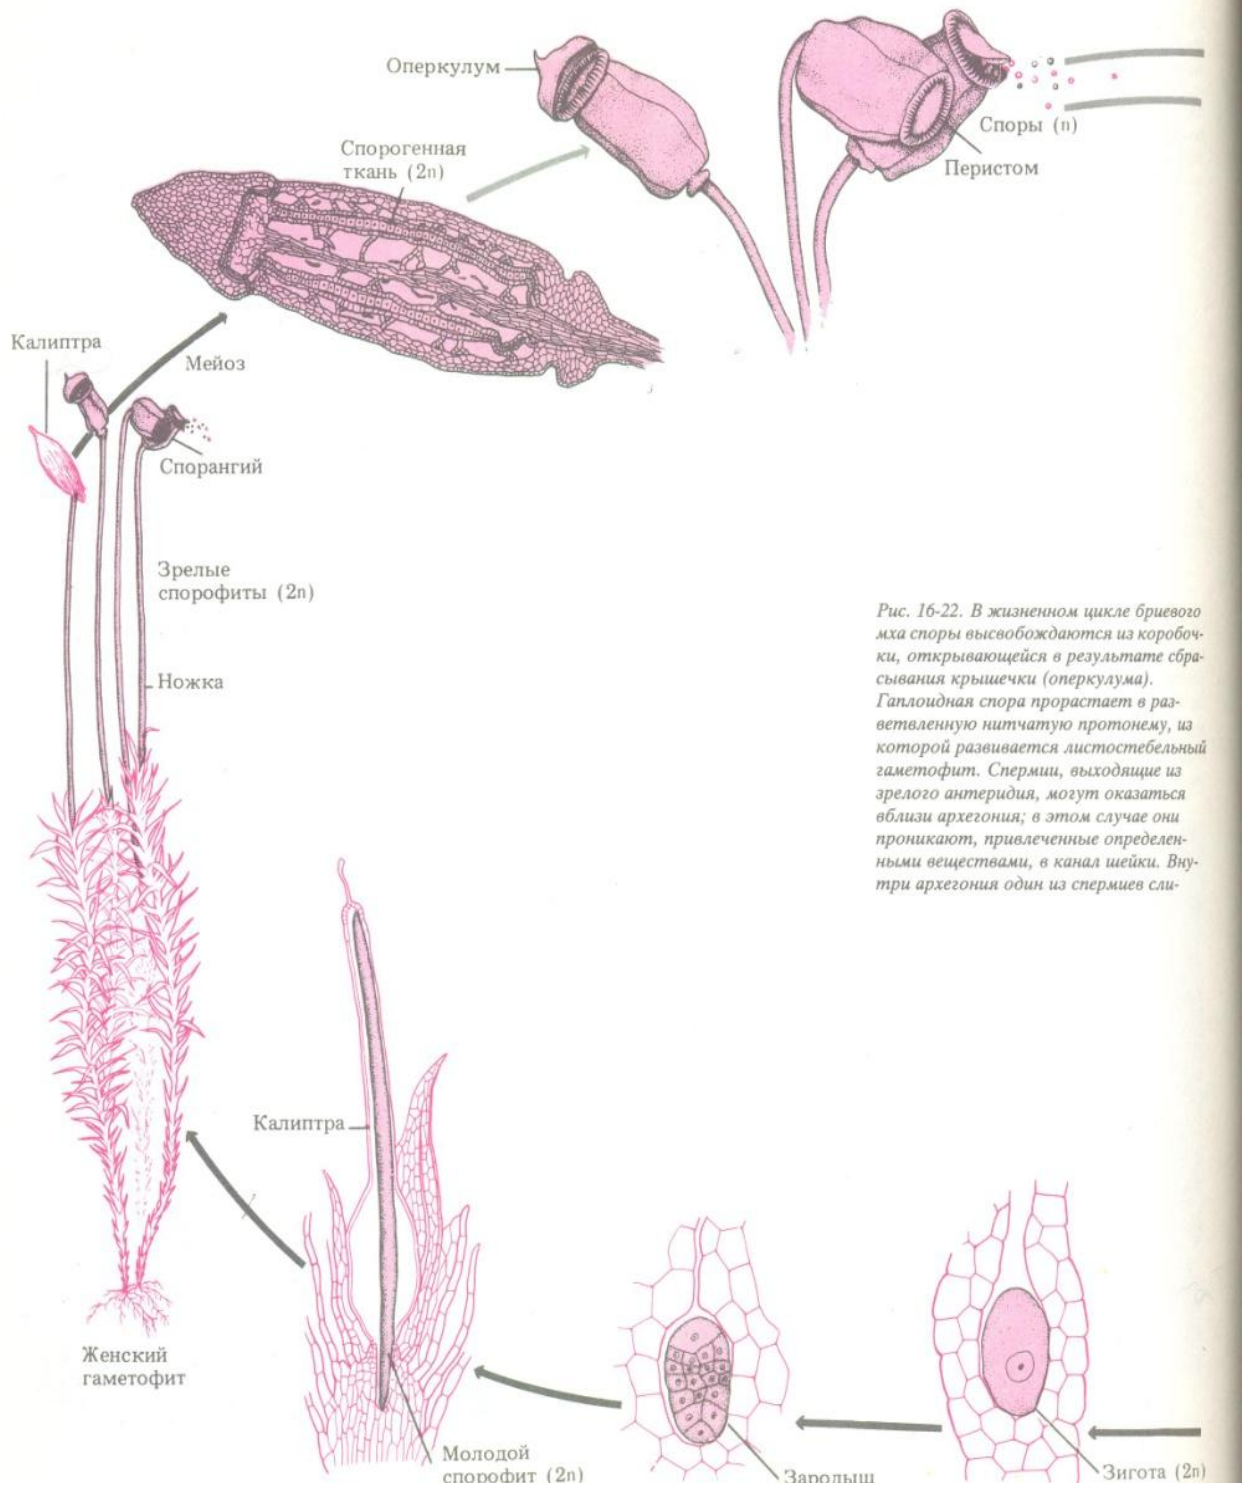 Оперкулум
Спорогенная
ткань (2n)
Споры (n)
Перистом
Калиптра
Мейоз
Спорангий
Зрелые
спорофиты (2n)
Ножка
Рис. 16-22. В жизненном цикле бриевого
мха споры высвобождаются из коробоч-
ки, открывающейся в результате сбра-
сывания крышечки (оперкулума).
Гаплоидная спора прорастает в раз-
ветвленную нитчатую протонему, из
которой развивается листостебельный
гаметофит. Спермии, выходящие из
зрелого антеридия, могут оказаться
вблизи архегония; в этом случае они
проникают, привлеченные определен-
ными веществами, в канал шейки. Вну-
три архегония один из спермиев сли-
Калиптра
Женский
гаметофит
Молодой
спорофит (2n)
Зародыш
Зигота (2n)